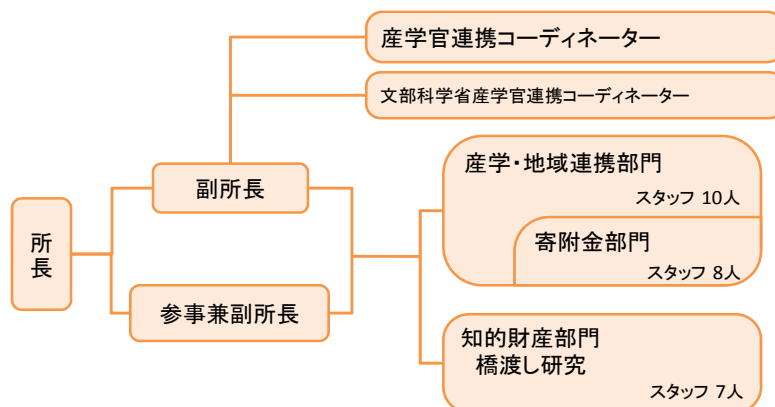 産学官連携コーディネーター
文部科学省産学官連携コーディネーター
産学・地域連携部門
スタッフ 10人
寄附金部門
スタッフ 8人
副所長
所長
参事兼副所長
知的財産部門
橋渡し研究
スタッフ 7人